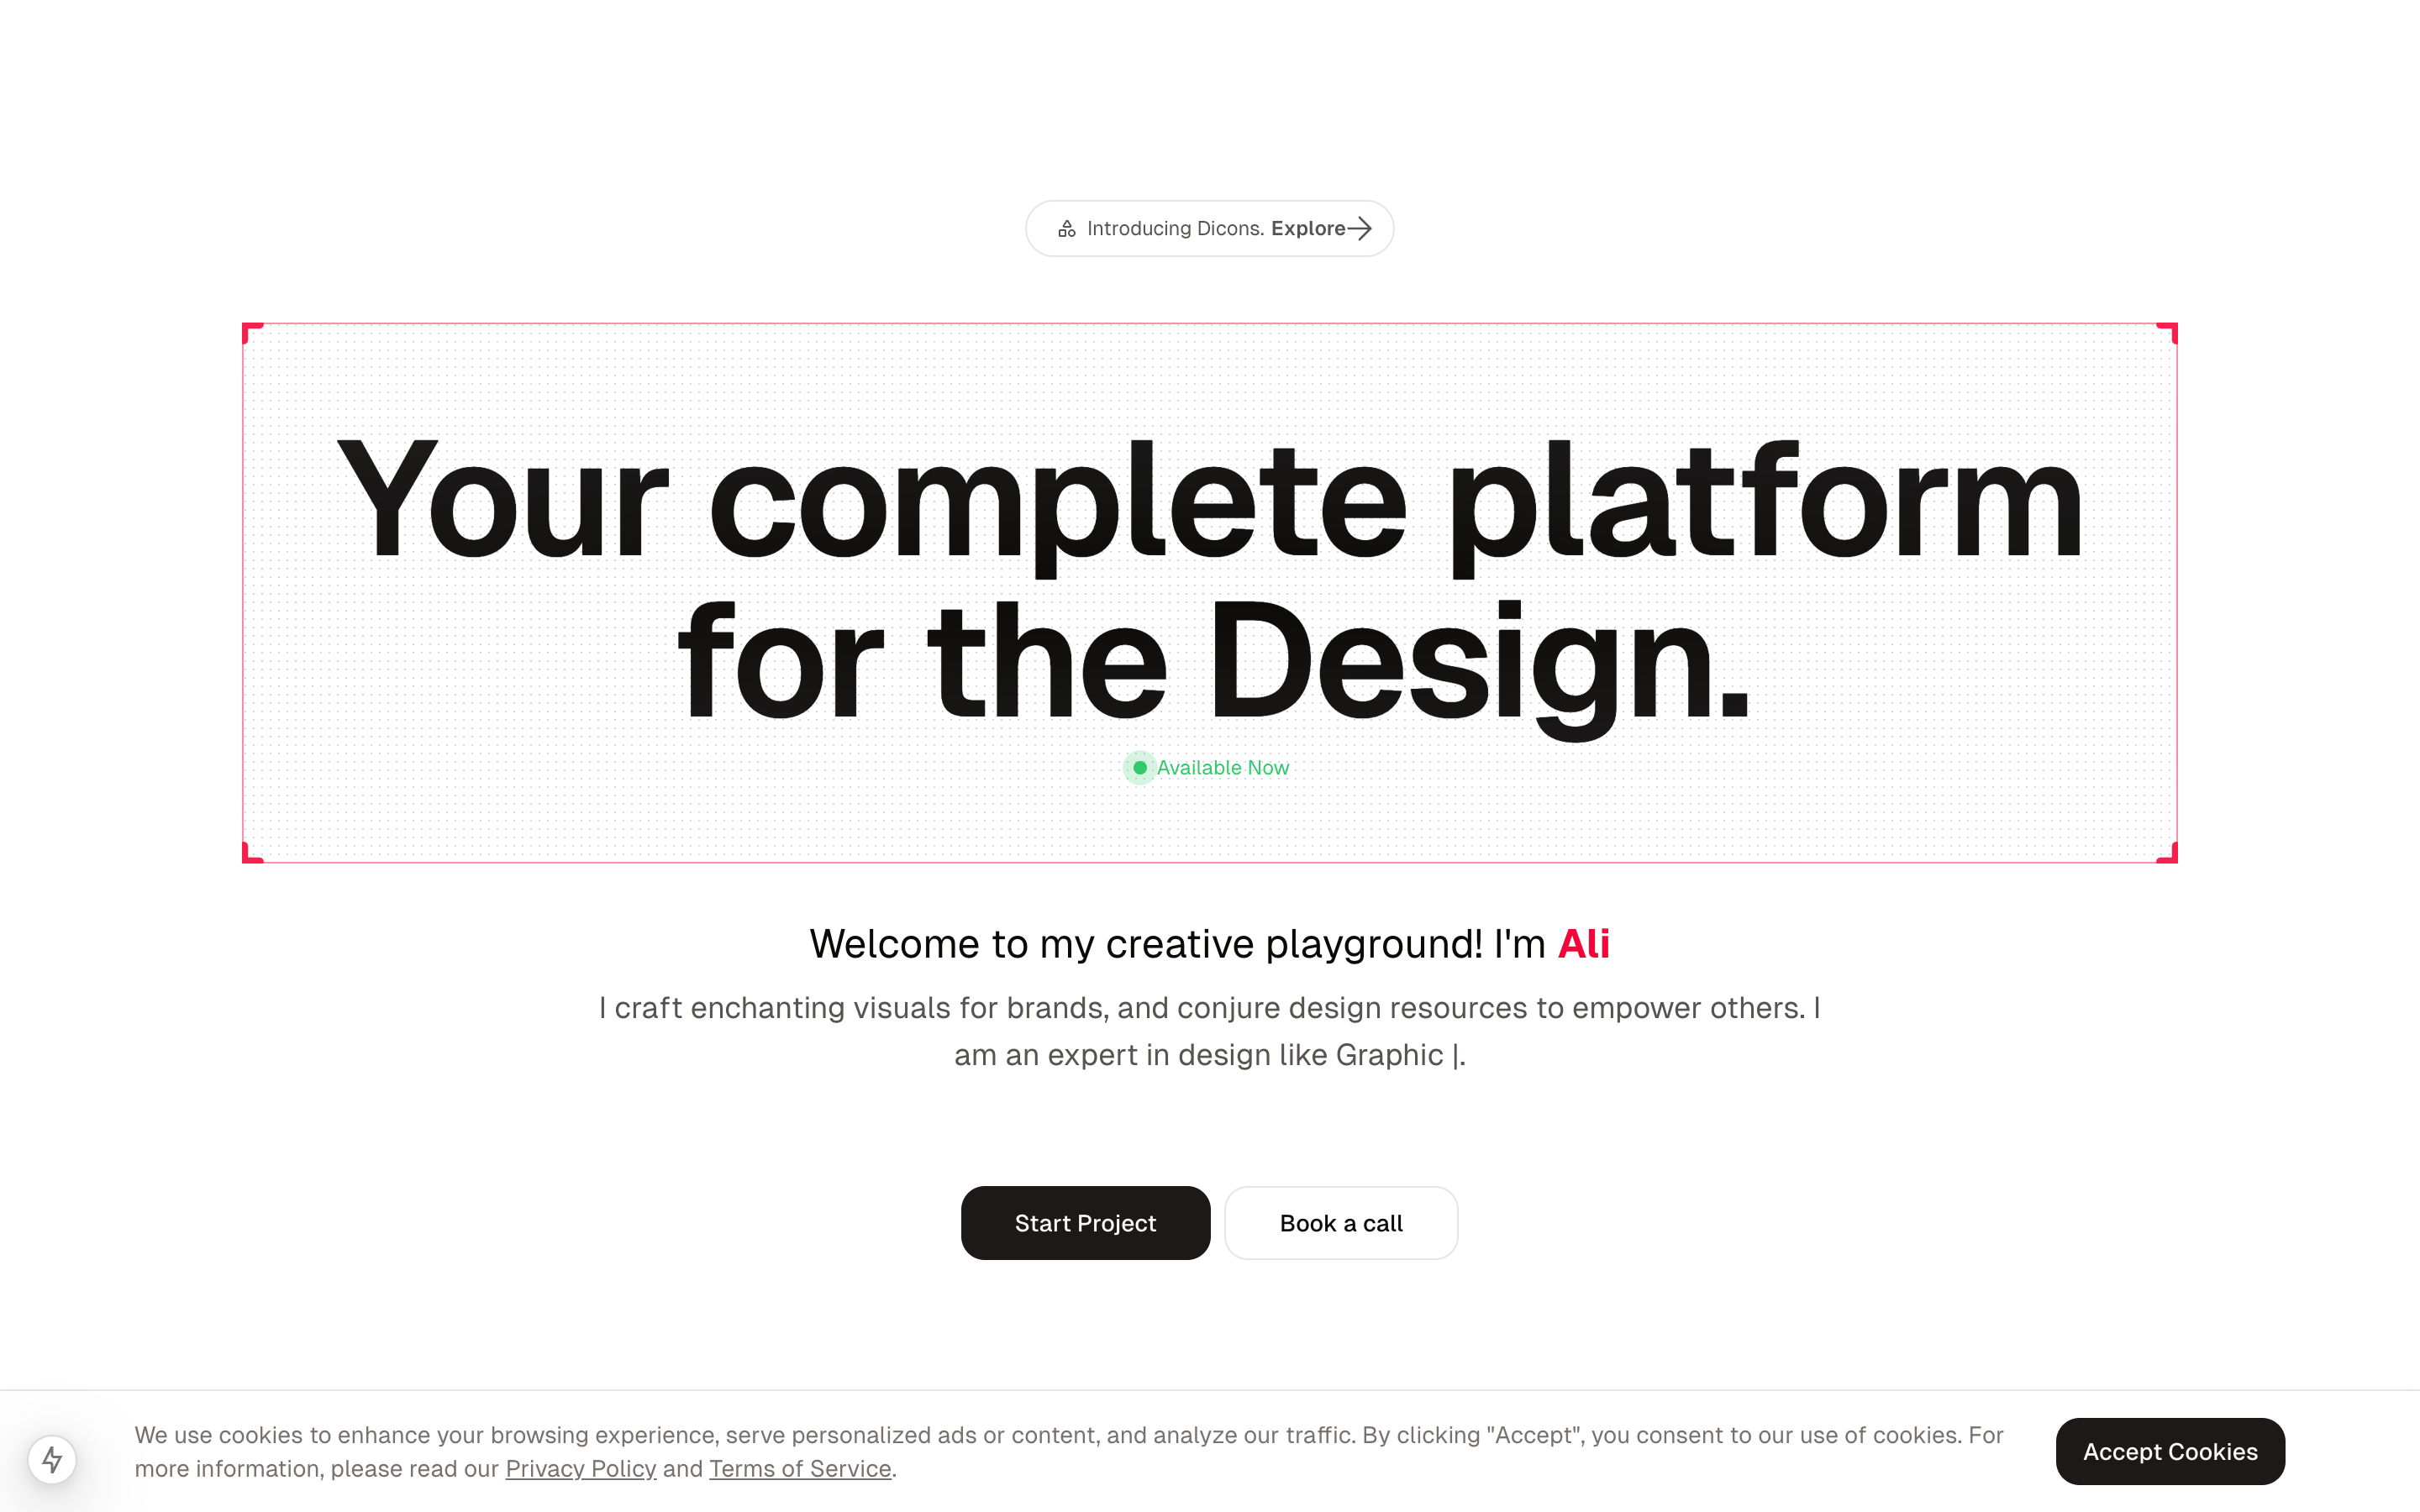 Introducing Dicons. Explore
Your complete platform
for the Design.
Available Now
Welcome to my creative playground! I'm Ali
I craft enchanting visuals for brands, and conjure design resources to empower others. I
am an expert in design like Graphic |.
Start Project
Book a call
We use cookies to enhance your browsing experience, serve personalized ads or content, and analyze our traffic. By clicking "Accept", you consent to our use of cookies. For
more information, please read our Privacy Policy and Terms of Service.
Accept Cookies